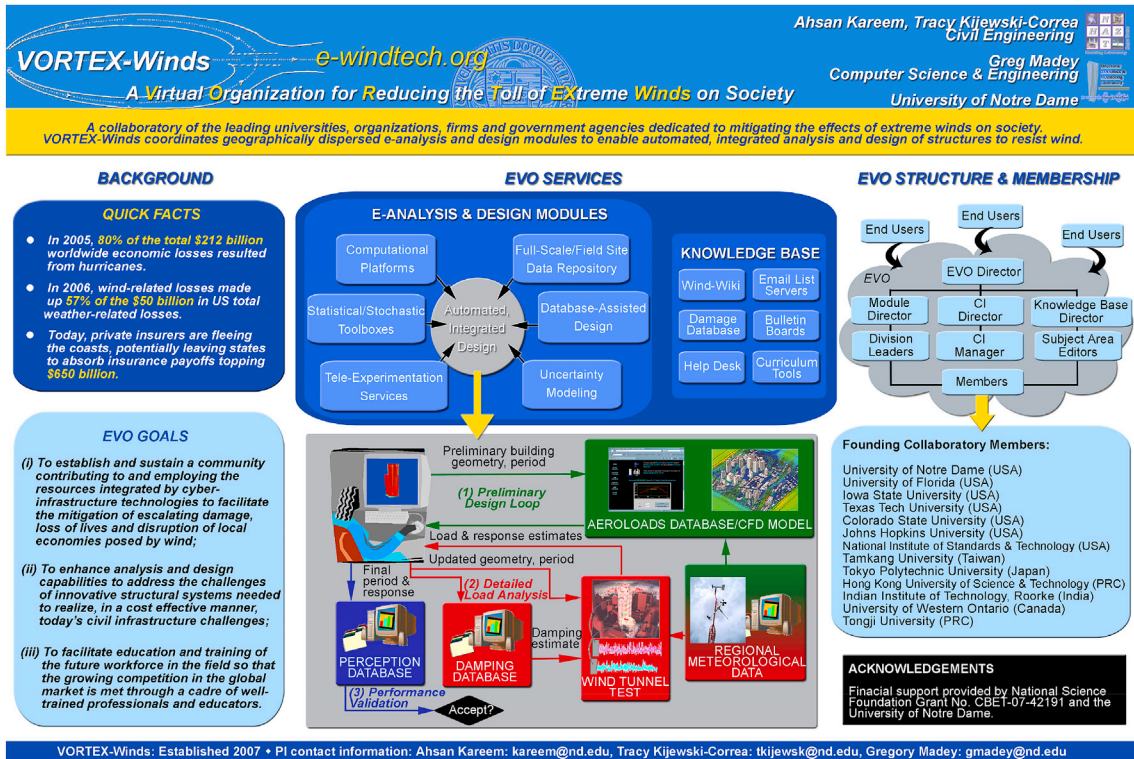 VORTEX-Winds
e-windtech.org
A Virtual Organization for Reducing the Toll of EXtreme Winds on Society
Ahsan Kareem, Tracy Kijewski-Correa
Civil Engineering
Greg Madey
Computer Science & Engineering
University of Notre Dame
A collaboratory of the leading universities, organizations, firms and government agencies dedicated to mitigating the effects of extreme winds on society.
VORTEX-Winds coordinates geographically dispersed e-analysis and design modules to enable automated, integrated analysis and design of structures to resist wind.
BACKGROUND
QUICK FACTS
In 2005, 80% of the total $212 billion
worldwide economic losses resulted
from hurricanes.
In 2006, wind-related losses made
up 57% of the $50 billion in US total
weather-related losses.
Today, private insurers are fleeing
the coasts, potentially leaving states
to absorb insurance payoffs topping
$650 billion.
EVO GOALS
(i) To establish and sustain a community
contributing to and employing the
resources integrated by cyber-
infrastructure technologies to facilitate
the mitigation of escalating damage,
loss of lives and disruption of local
economies posed by wind;
(ii) To enhance analysis and design
capabilities to address the challenges
of innovative structural systems needed
to realize, in a cost effective manner,
today's civil infrastructure challenges;
(iii) To facilitate education and training of
the future workforce in the field so that
the growing competition in the global
market is met through a cadre of well-
trained professionals and educators.
EVO SERVICES
E-ANALYSIS & DESIGN MODULES
Computational
Platforms
Full-Scale/Field Site
Data Repository
Statistical/Stochastic
Toolboxes
Automated,
Integrated
Design
Database-Assisted
Design
Tele-Experimentation
Services
Uncertainty
Modeling
KNOWLEDGE BASE
Wind-Wiki
Email List
Servers
Damage
Database
Bulletin
Boards
Help Desk
Curriculum
Tools
Preliminary building
geometry, period
(1) Preliminary
Design Loop
AEROLOADS DATABASE/CFD MODEL
Load & response estimates
Updated geometry, period
Final
period &
response
(2) Detailed
Load Analysis
Damping
estimate
PERCEPTION
DATABASE
DAMPING
DATABASE
WIND TUNNEL
TEST
REGIONAL
METEOROLOGICAL
DATA
(3) Performance
Validation
Accept?
EVO STRUCTURE & MEMBERSHIP
End Users
End Users
End Users
EVO
EVO Director
Module
Director
CI
Director
Knowledge Base
Director
Division
Leaders
CI
Manager
Subject Area
Editors
Members
Founding Collaboratory Members:
University of Notre Dame (USA)
University of Florida (USA)
Iowa State University (USA)
Texas Tech University (USA)
Colorado State University (USA)
Johns Hopkins University (USA)
National Institute of Standards & Technology (USA)
Tamkang University (Taiwan)
Tokyo Polytechnic University (Japan)
Hong Kong University of Science & Technology (PRC)
Indian Institute of Technology, Roorke (India)
University of Western Ontario (Canada)
Tongji University (PRC)
ACKNOWLEDGEMENTS
Finacial support provided by National Science
Foundation Grant No. CBET-07-42191 and the
University of Notre Dame.
VORTEX-Winds: Established 2007 • PI contact information: Ahsan Kareem: kareem@nd.edu, Tracy Kijewski-Correa: tkijewsk@nd.edu, Gregory Madey: gmadey@nd.edu